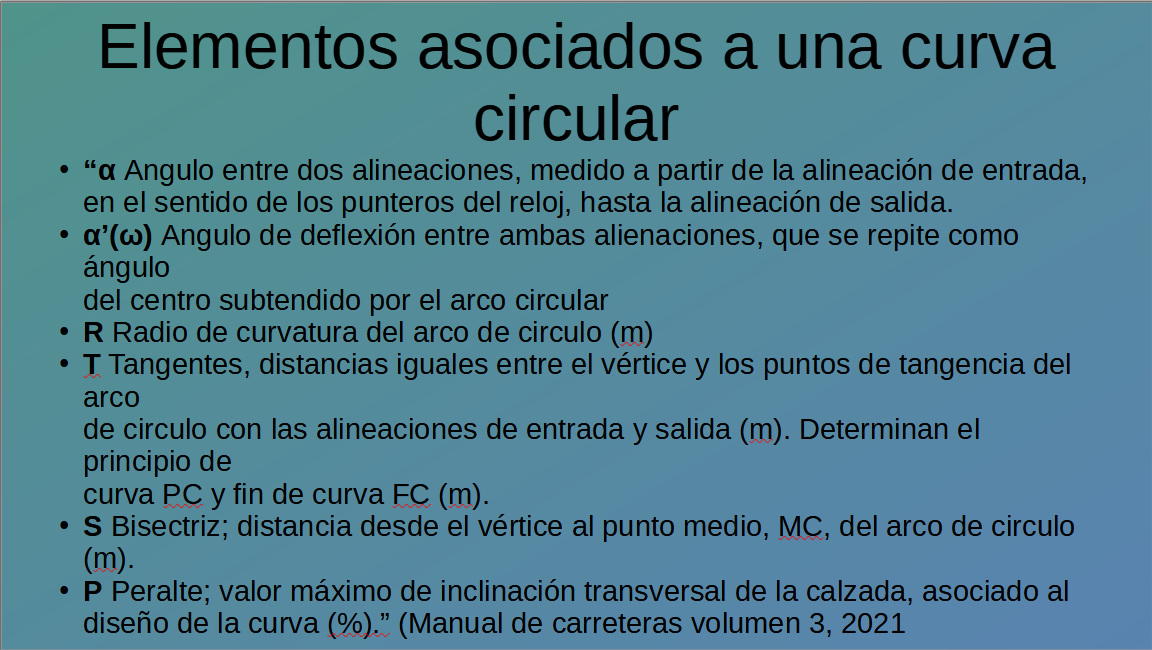 Elementos asociados a una curva
circular
• “α Angulo entre dos alineaciones, medido a partir de la alineación de entrada,
en el sentido de los punteros del reloj, hasta la alineación de salida.
• α’(ω) Angulo de deflexión entre ambas alienaciones, que se repite como
ángulo
del centro subtendido por el arco circular
• R Radio de curvatura del arco de circulo (m)
• T Tangentes, distancias iguales entre el vértice y los puntos de tangencia del
arco
de circulo con las alineaciones de entrada y salida (m). Determinan el
principio de
curva PC y fin de curva FC (m).
• S Bisectriz; distancia desde el vértice al punto medio, MC, del arco de circulo
(m).
• P Peralte; valor máximo de inclinación transversal de la calzada, asociado al
diseño de la curva (%).” (Manual de carreteras volumen 3, 2021